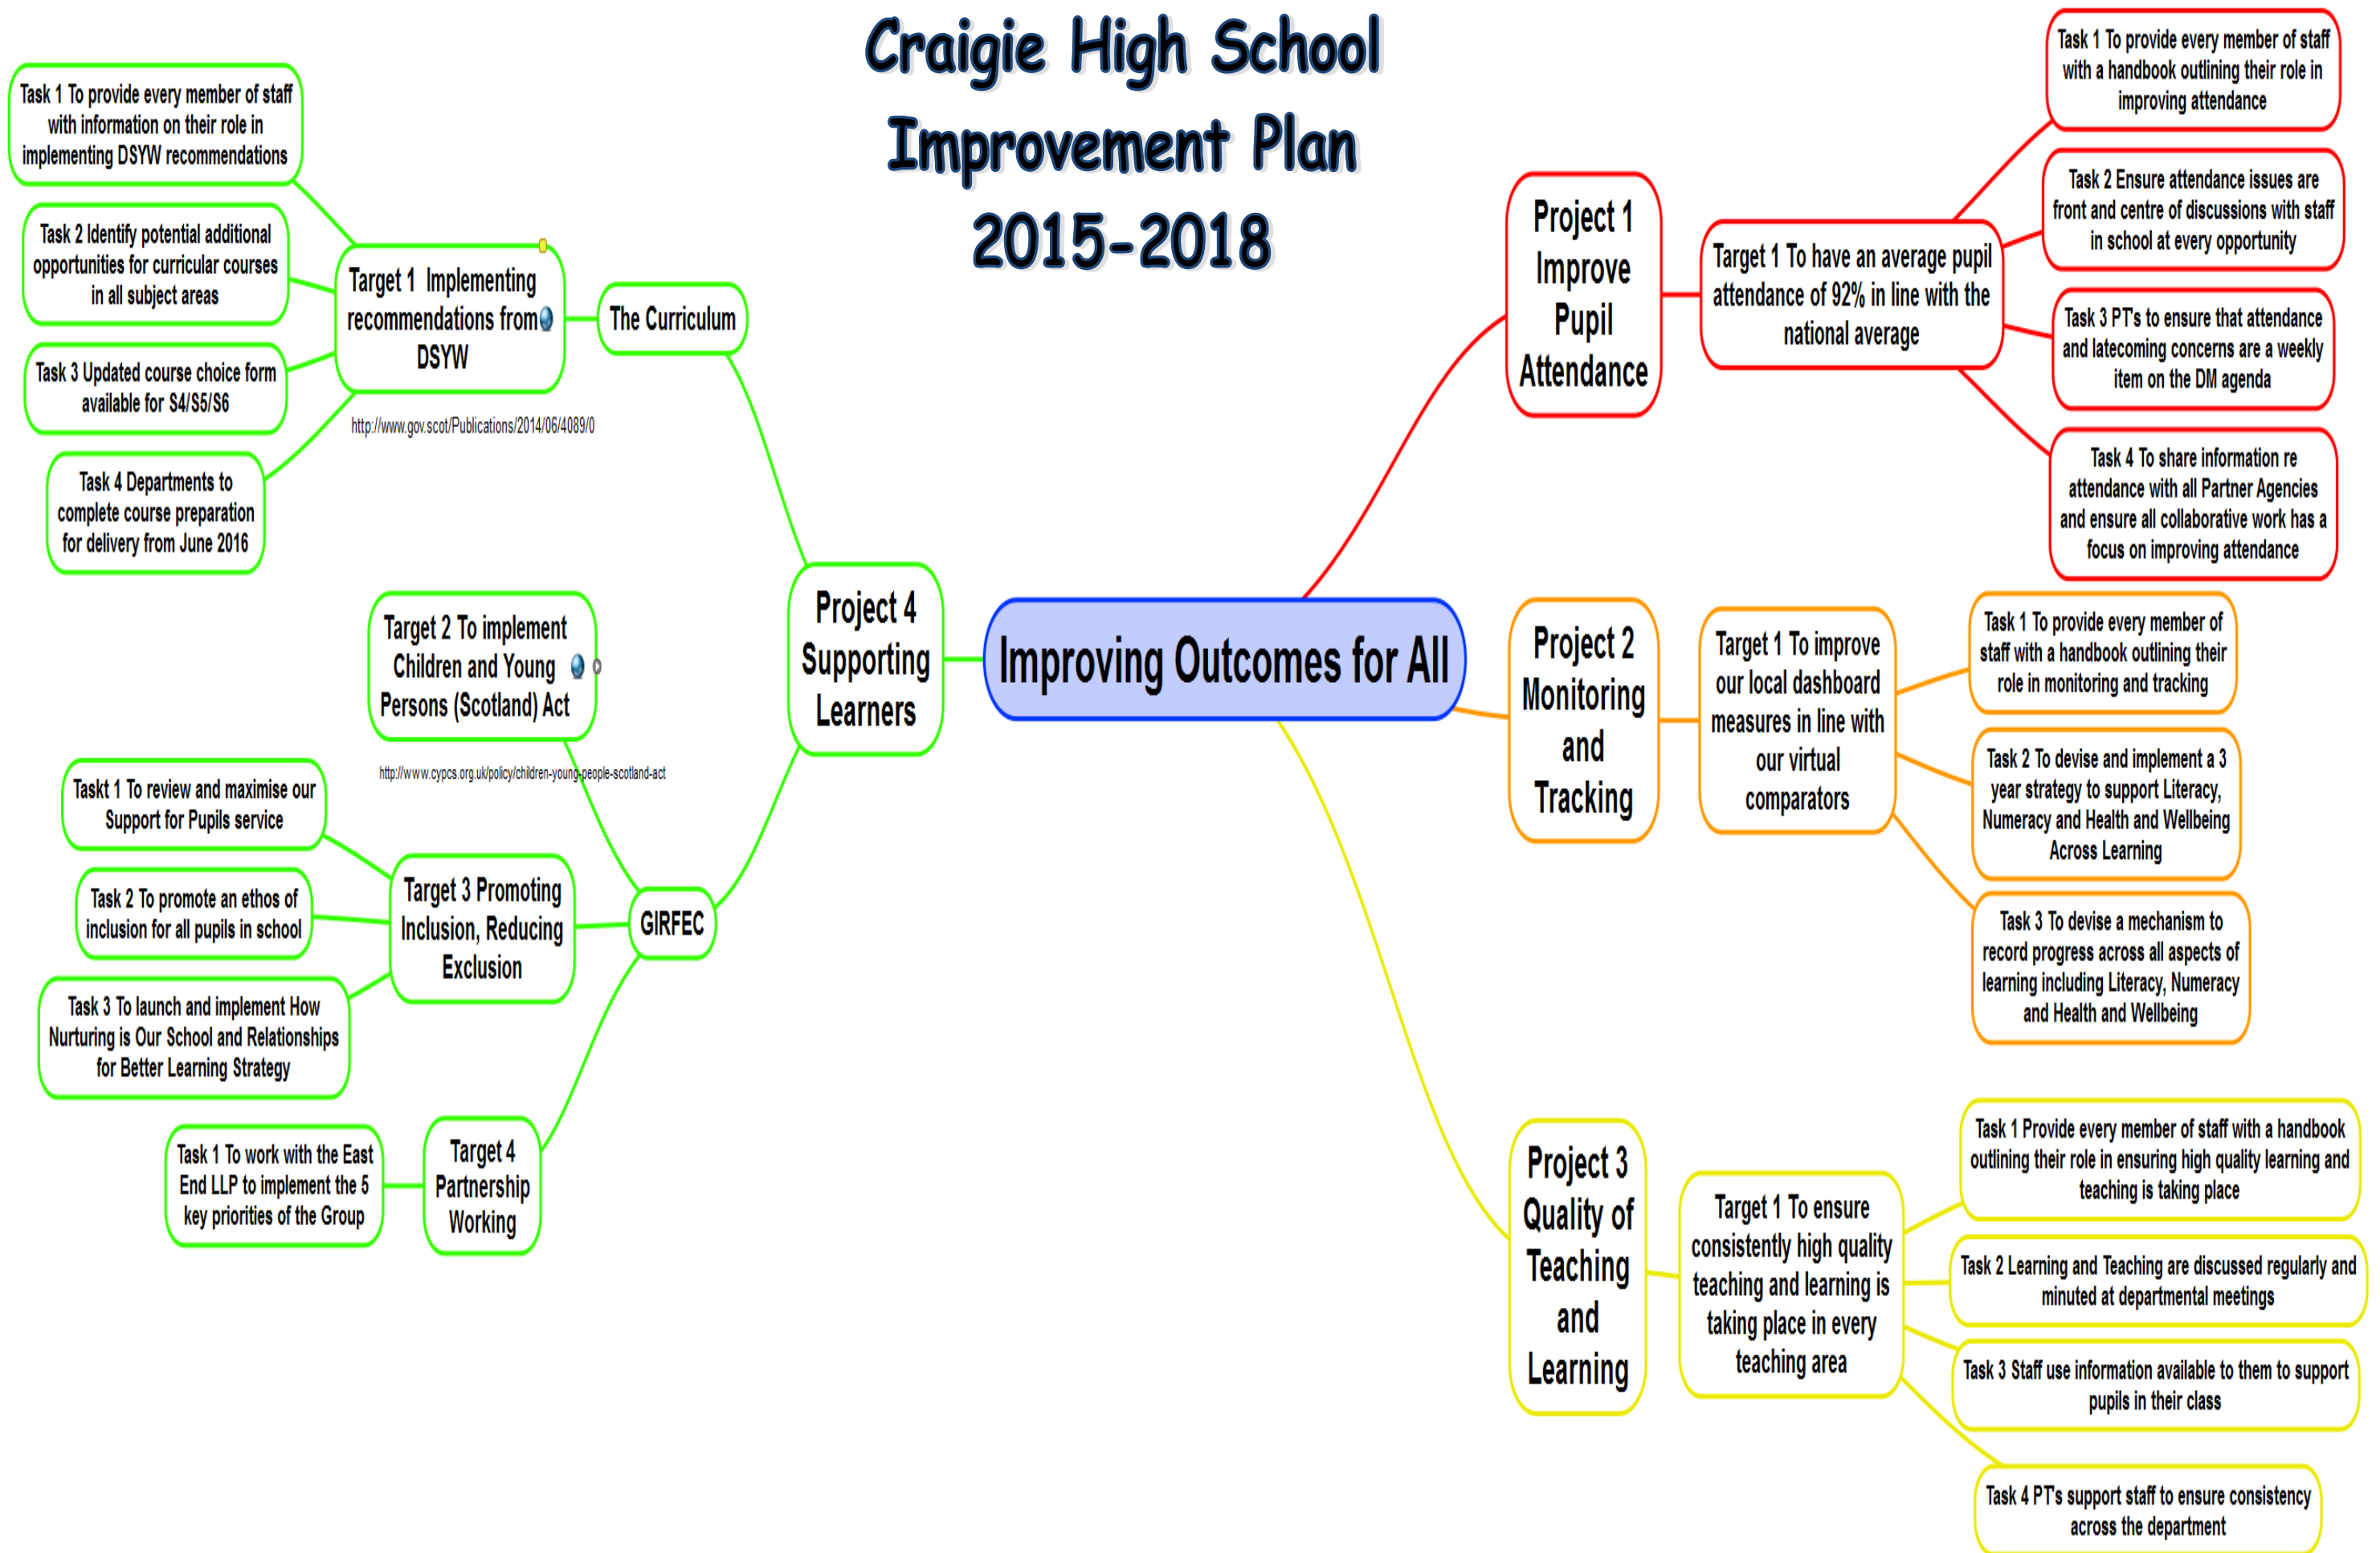 Craigie High School
Improvement Plan
2015-2018
Improving Outcomes for All
Project 1
Improve
Pupil
Attendance
Target 1 To have an average pupil
attendance of 92% in line with the
national average
Task 1 To provide every member of staff
with a handbook outlining their role in
improving attendance
Task 2 Ensure attendance issues are
front and centre of discussions with staff
in school at every opportunity
Task 3 PT's to ensure that attendance
and latecoming concerns are a weekly
item on the DM agenda
Task 4 To share information re
attendance with all Partner Agencies
and ensure all collaborative work has a
focus on improving attendance
Project 2
Monitoring
and
Tracking
Target 1 To improve
our local dashboard
measures in line with
our virtual
comparators
Task 1 To provide every member of
staff with a handbook outlining their
role in monitoring and tracking
Task 2 To devise and implement a 3
year strategy to support Literacy,
Numeracy and Health and Wellbeing
Across Learning
Task 3 To devise a mechanism to
record progress across all aspects of
learning including Literacy, Numeracy
and Health and Wellbeing
Project 3
Quality of
Teaching
and
Learning
Target 1 To ensure
consistently high quality
teaching and learning is
taking place in every
teaching area
Task 1 Provide every member of staff with a handbook
outlining their role in ensuring high quality learning and
teaching is taking place
Task 2 Learning and Teaching are discussed regularly and
minuted at departmental meetings
Task 3 Staff use information available to them to support
pupils in their class
Task 4 PT's support staff to ensure consistency
across the department
Project 4
Supporting
Learners
The Curriculum
Target 1 Implementing
recommendations from
DSYW
http://www.gov.scot/Publications/2014/06/4089/0
Task 1 To provide every member of staff
with information on their role in
implementing DSYW recommendations
Task 2 Identify potential additional
opportunities for curricular courses
in all subject areas
Task 3 Updated course choice form
available for S4/S5/S6
Task 4 Departments to
complete course preparation
for delivery from June 2016
GIRFEC
Target 2 To implement
Children and Young
Persons (Scotland) Act
http://www.cypcs.org.uk/policy/children-young-people-scotland-act
Target 3 Promoting
Inclusion, Reducing
Exclusion
Taskt 1 To review and maximise our
Support for Pupils service
Task 2 To promote an ethos of
inclusion for all pupils in school
Task 3 To launch and implement How
Nurturing is Our School and Relationships
for Better Learning Strategy
Target 4
Partnership
Working
Task 1 To work with the East
End LLP to implement the 5
key priorities of the Group